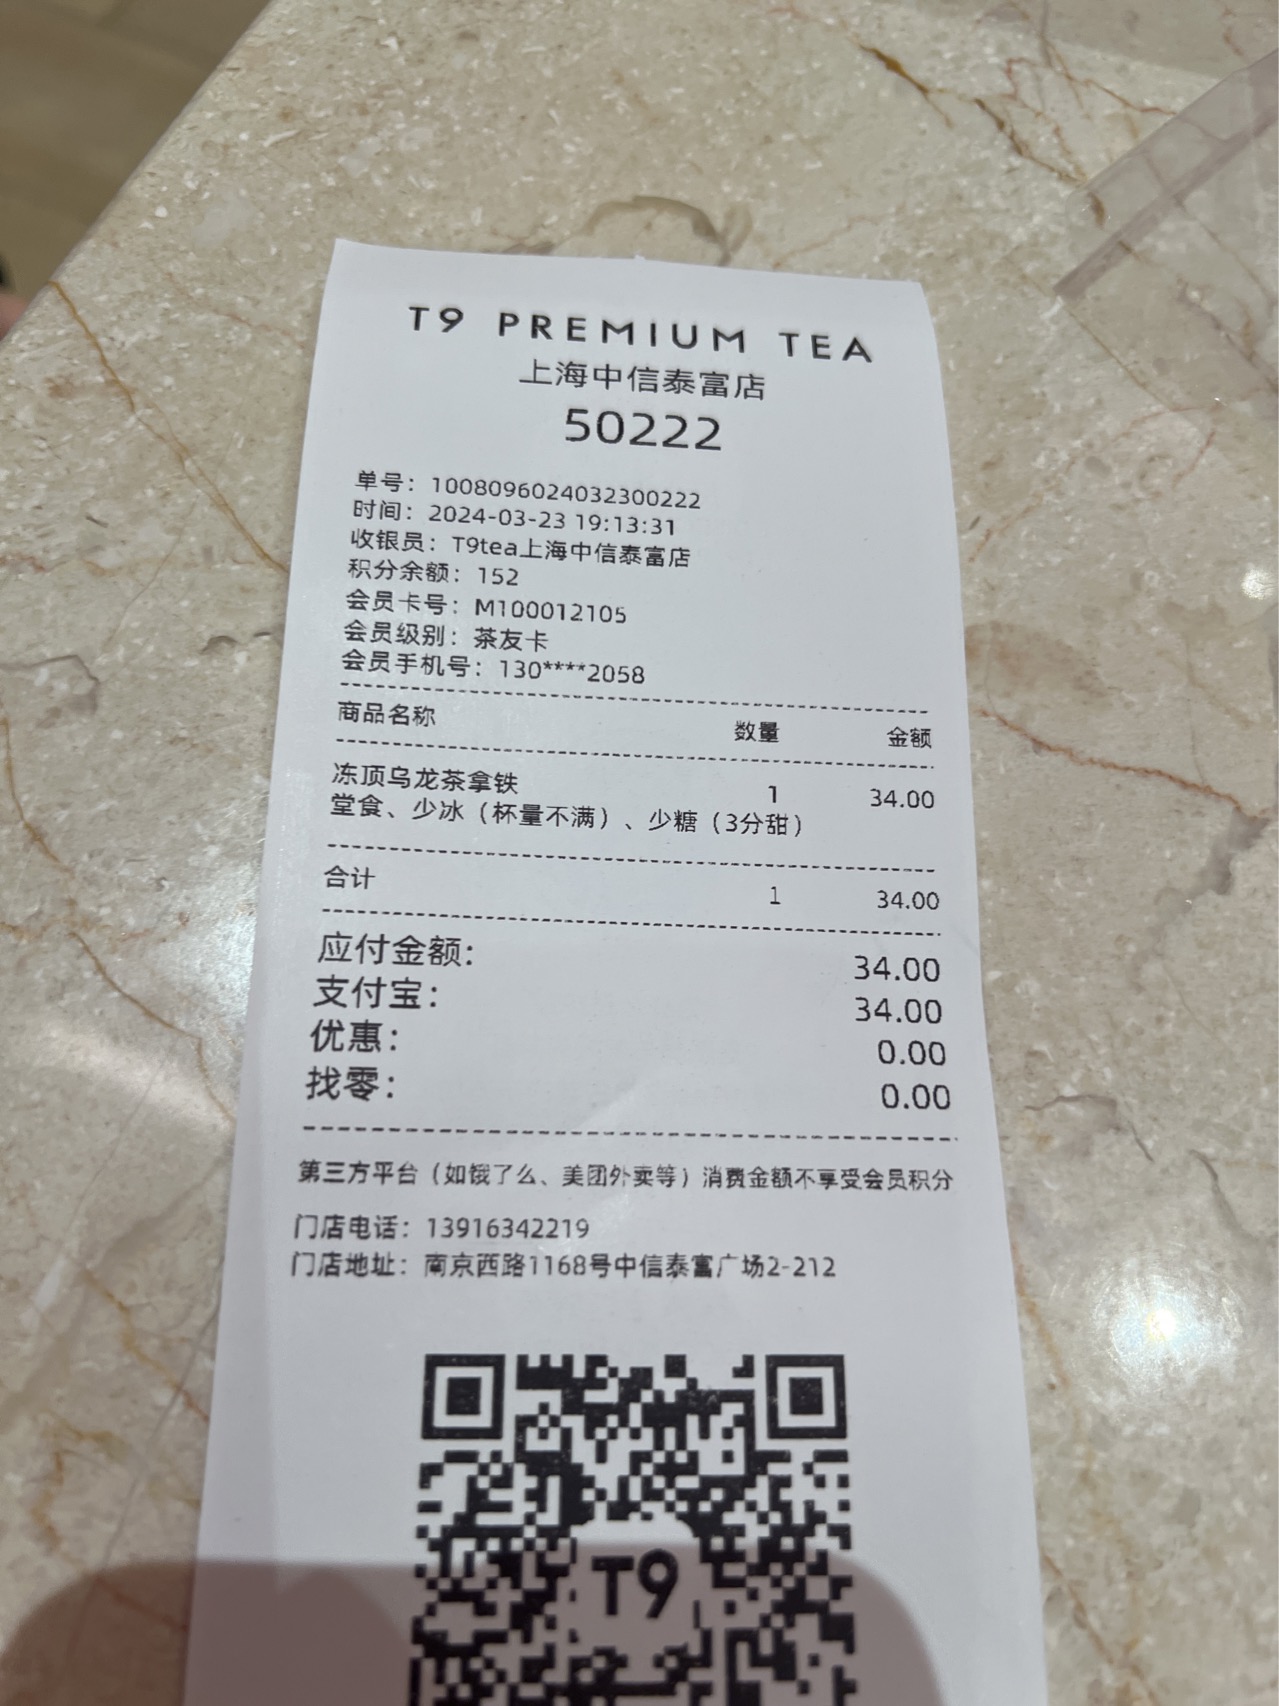 T9 PREMIUM TEA
上海中信泰富店
50222
单号：1008096024032300222
时间：2024-03-23 19:13:31
收银员：T9tea上海中信泰富店
积分余额：152
会员卡号：M100012105
会员级别：茶友卡
会员手机号：130****2058
商品名称 数量 金额
冻顶乌龙茶拿铁 1 34.00
堂食、少冰（杯量不满）、少糖（3分甜）
合计 1 34.00
应付金额: 34.00
支付宝: 34.00
优惠: 0.00
找零: 0.00
第三方平台（如饿了么、美团外卖等）消费金额不享受会员积分
门店电话：13916342219
门店地址：南京西路1168号中信泰富广场2-212
T9